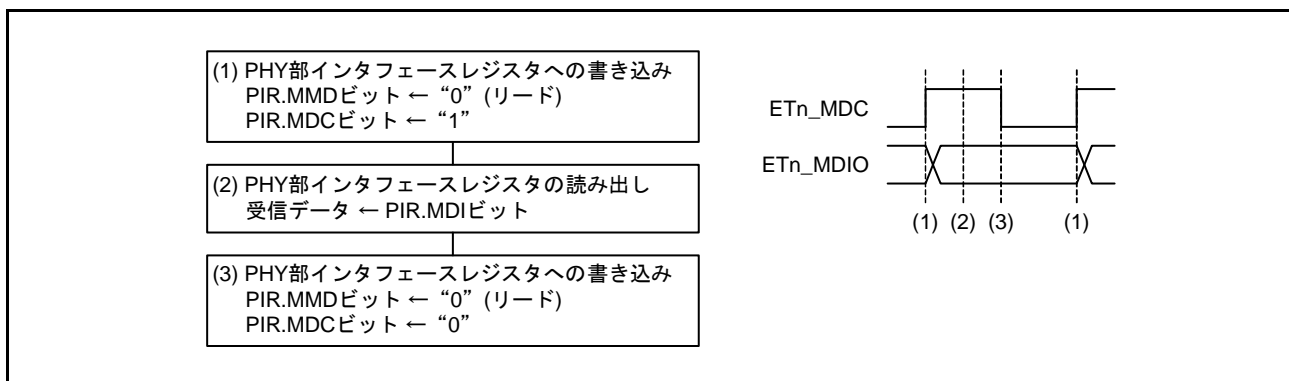 (1) PHY部インタフェースレジスタへの書き込み
PIR.MMDビット ← “0” (リード)
PIR.MDCビット ← “1”
(2) PHY部インタフェースレジスタの読み出し
受信データ ← PIR.MDIビット
(3) PHY部インタフェースレジスタへの書き込み
PIR.MMDビット ← “0” (リード)
PIR.MDCビット ← “0”
ETn_MDC
ETn_MDIO
(1) (2) (3) (1)